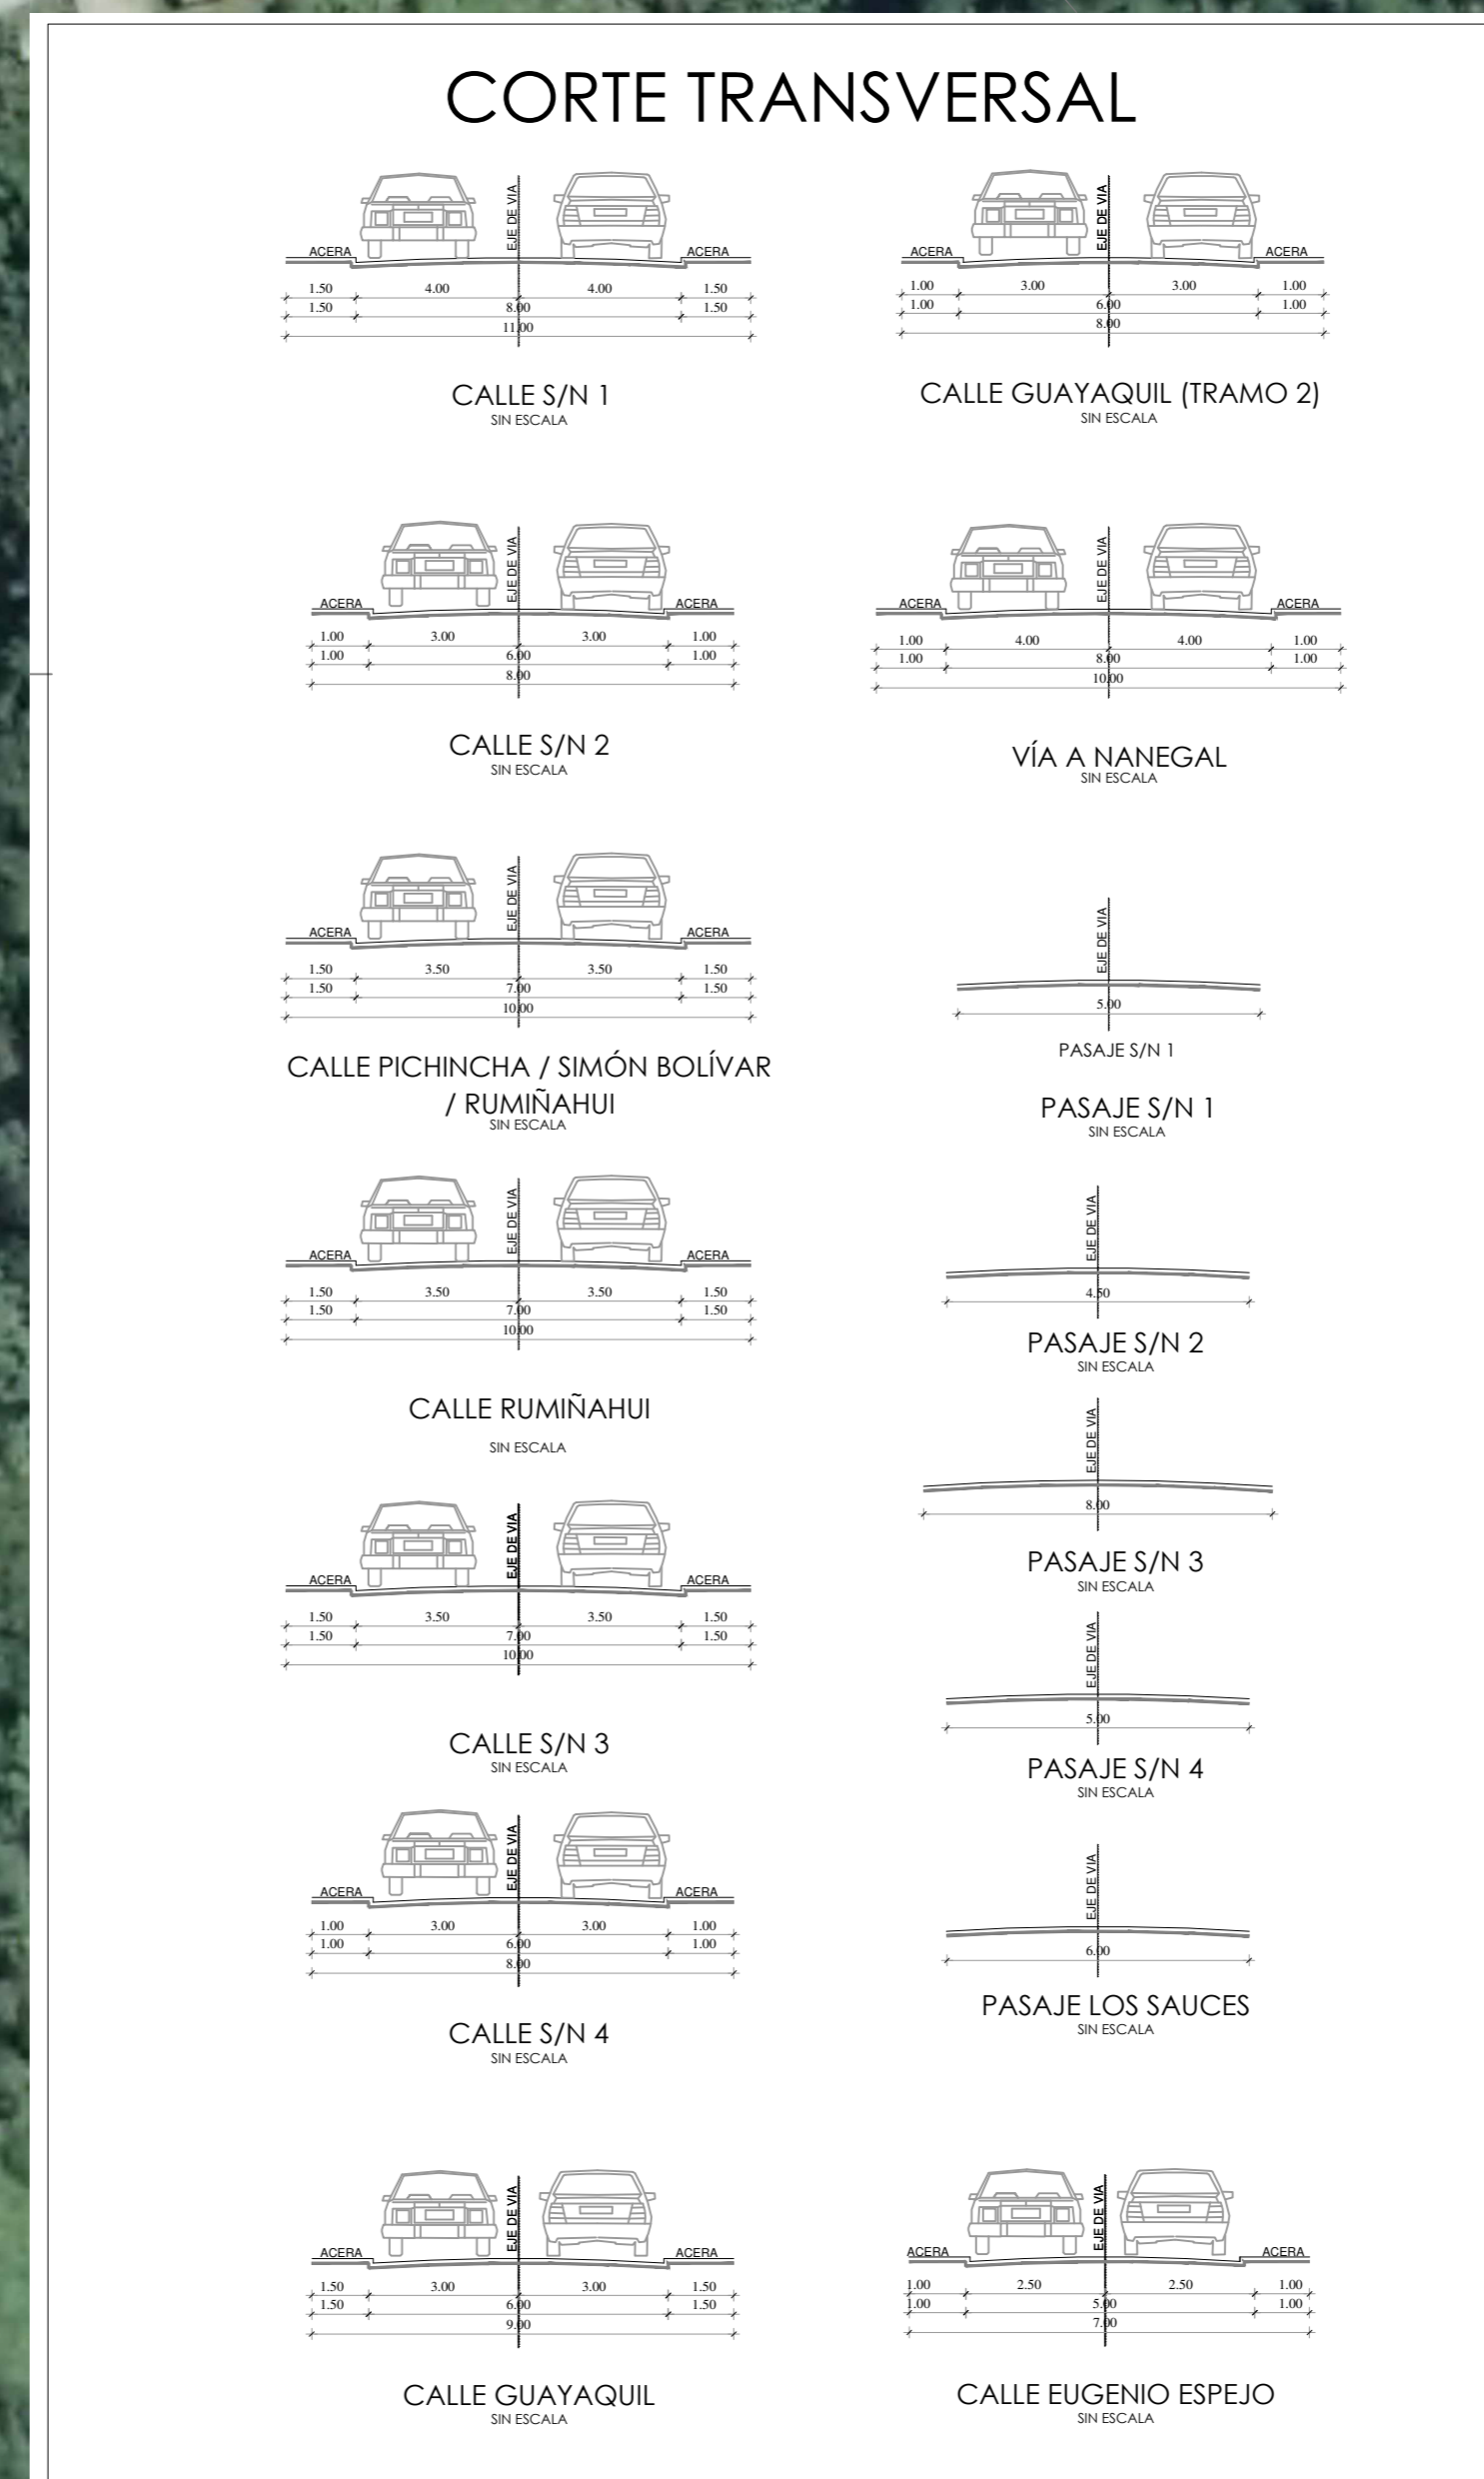 CORTE TRANSVERSAL
EJE DE VIA
ACERA ACERA
1.50 4.00 4.00 1.50
1.50 8.00 1.50
11.00
CALLE S/N 1
SIN ESCALA
EJE DE VIA
ACERA ACERA
1.00 3.00 3.00 1.00
1.00 6.00 1.00
8.00
CALLE GUAYAQUIL (TRAMO 2)
SIN ESCALA
EJE DE VIA
ACERA ACERA
1.00 3.00 3.00 1.00
1.00 6.00 1.00
8.00
CALLE S/N 2
SIN ESCALA
EJE DE VIA
ACERA ACERA
1.00 4.00 4.00 1.00
1.00 8.00 1.00
10.00
VÍA A NANEGAL
SIN ESCALA
EJE DE VIA
ACERA ACERA
1.50 3.50 3.50 1.50
1.50 7.00 1.50
10.00
CALLE PICHINCHA / SIMÓN BOLÍVAR
/ RUMIÑAHUI
SIN ESCALA
EJE DE VIA
5.00
PASAJE S/N 1
PASAJE S/N 1
SIN ESCALA
EJE DE VIA
ACERA ACERA
1.50 3.50 3.50 1.50
1.50 7.00 1.50
10.00
CALLE RUMIÑAHUI
SIN ESCALA
EJE DE VIA
4.50
PASAJE S/N 2
SIN ESCALA
EJE DE VIA
8.00
PASAJE S/N 3
SIN ESCALA
EJE DE VIA
ACERA ACERA
1.50 3.50 3.50 1.50
1.50 7.00 1.50
10.00
CALLE S/N 3
SIN ESCALA
EJE DE VIA
5.00
PASAJE S/N 4
SIN ESCALA
EJE DE VIA
ACERA ACERA
1.00 3.00 3.00 1.00
1.00 6.00 1.00
8.00
CALLE S/N 4
SIN ESCALA
EJE DE VIA
6.00
PASAJE LOS SAUCES
SIN ESCALA
EJE DE VIA
ACERA ACERA
1.50 3.00 3.00 1.50
1.50 6.00 1.50
9.00
CALLE GUAYAQUIL
SIN ESCALA
EJE DE VIA
ACERA ACERA
1.00 2.50 2.50 1.00
1.00 5.00 1.00
7.00
CALLE EUGENIO ESPEJO
SIN ESCALA